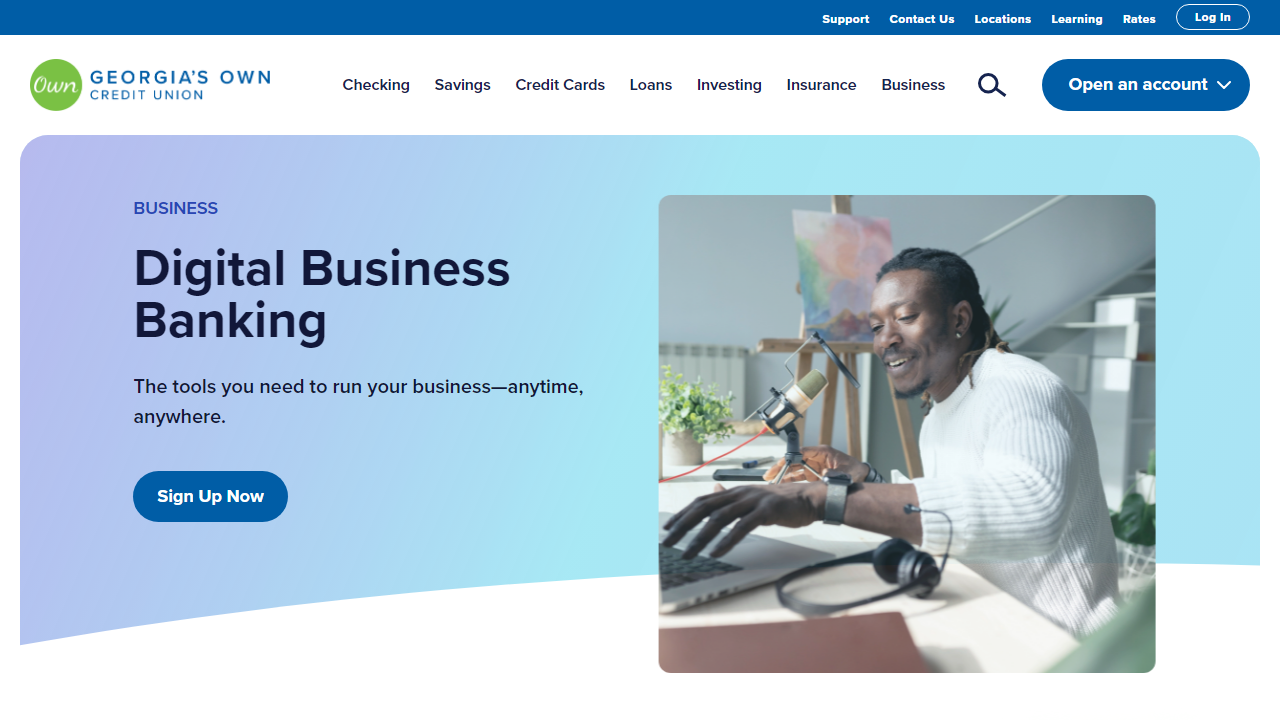 Support Contact Us Locations Learning Rates Log In
Own GEORGIA'S OWN
CREDIT UNION
Checking Savings Credit Cards Loans Investing Insurance Business
Open an account
BUSINESS
Digital Business
Banking
The tools you need to run your business—anytime,
anywhere.
Sign Up Now